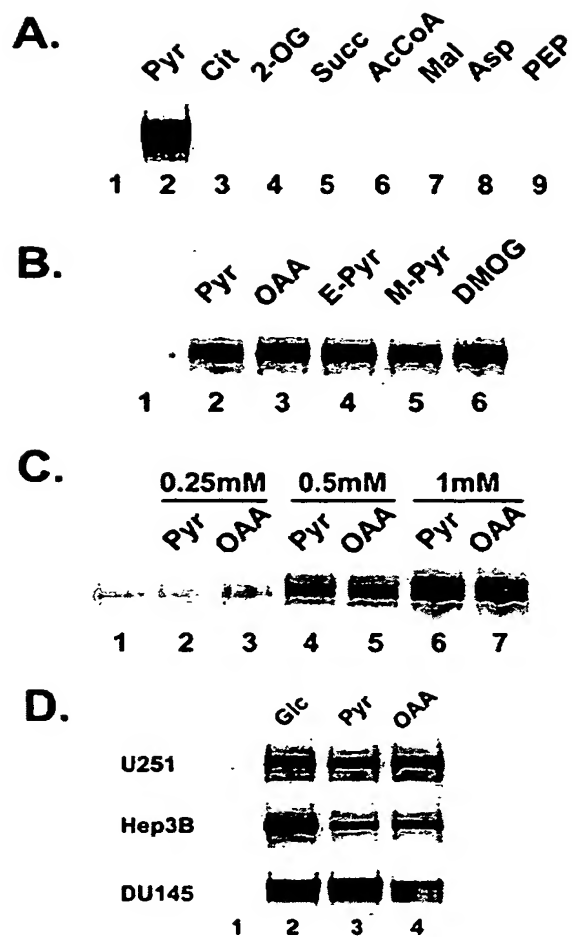 A.
Pyr Cit 2-OG Succ AcCoA Mal Asp PEP
1 2 3 4 5 6 7 8 9
B.
Pyr OAA E-Pyr M-Pyr DMOG
1 2 3 4 5 6
C.
0.25mM 0.5mM 1mM
Pyr OAA Pyr OAA Pyr OAA
1 2 3 4 5 6 7
D.
Glc Pyr OAA
U251
Hep3B
DU145
1 2 3 4